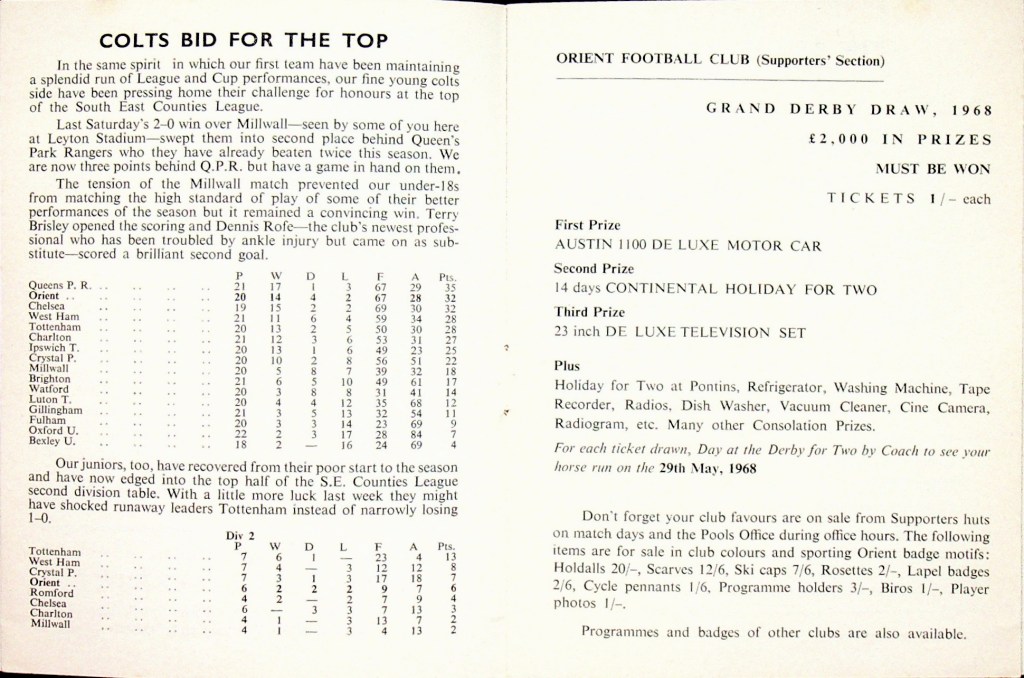 COLTS BID FOR THE TOP
In the same spirit in which our first team have been maintaining
a splendid run of League and Cup performances, our fine young colts
side have been pressing home their challenge for honours at the top
of the South East Counties League.
Last Saturday's 2–0 win over Millwall—seen by some of you here
at Leyton Stadium—swept them into second place behind Queen's
Park Rangers who they have already beaten twice this season. We
are now three points behind Q.P.R. but have a game in hand on them.
The tension of the Millwall match prevented our under-18s
from matching the high standard of play of some of their better
performances of the season but it remained a convincing win. Terry
Brisley opened the scoring and Dennis Rofe—the club's newest profes-
sional who has been troubled by ankle injury but came on as sub-
stitute—scored a brilliant second goal.
P W D L F A Pts.
Queens P. R. .. .. .. .. 21 17 1 3 67 29 35
Orient .. .. .. .. .. 20 14 4 2 67 28 32
Chelsea .. .. .. .. 19 15 2 2 69 30 32
West Ham .. .. .. .. 21 11 6 4 59 34 28
Tottenham .. .. .. .. 20 13 2 5 50 30 28
Charlton .. .. .. .. 21 12 3 6 53 31 27
Ipswich T. .. .. .. .. 20 13 1 6 49 23 25
Crystal P. .. .. .. .. 20 10 2 8 56 51 22
Millwall .. .. .. .. 20 5 8 7 39 32 18
Brighton .. .. .. .. 21 6 5 10 49 61 17
Watford .. .. .. .. 20 3 8 8 31 41 14
Luton T. .. .. .. .. 20 4 4 12 35 68 12
Gillingham .. .. .. .. 21 3 5 13 32 54 11
Fulham .. .. .. .. 20 3 3 14 23 69 9
Oxford U. .. .. .. .. 22 2 3 17 28 84 7
Bexley U. .. .. .. .. 18 2 — 16 24 69 4
Our juniors, too, have recovered from their poor start to the season
and have now edged into the top half of the S.E. Counties League
second division table. With a little more luck last week they might
have shocked runaway leaders Tottenham instead of narrowly losing
1–0.
Div 2
P W D L F A Pts.
Tottenham .. .. .. .. 7 6 1 — 23 4 13
West Ham .. .. .. .. 7 4 — 3 12 12 8
Crystal P. .. .. .. .. 7 3 1 3 17 18 7
Orient .. .. .. .. .. 6 2 2 2 9 7 6
Romford .. .. .. .. 4 2 — 2 7 9 4
Chelsea .. .. .. .. 6 — 3 3 7 13 3
Charlton .. .. .. .. 4 1 — 3 13 7 2
Millwall .. .. .. .. 4 1 — 3 4 13 2
ORIENT FOOTBALL CLUB (Supporters' Section)
GRAND DERBY DRAW, 1968
£2,000 IN PRIZES
MUST BE WON
TICKETS 1/– each
First Prize
AUSTIN 1100 DE LUXE MOTOR CAR
Second Prize
14 days CONTINENTAL HOLIDAY FOR TWO
Third Prize
23 inch DE LUXE TELEVISION SET
Plus
Holiday for Two at Pontins, Refrigerator, Washing Machine, Tape
Recorder, Radios, Dish Washer, Vacuum Cleaner, Cine Camera,
Radiogram, etc. Many other Consolation Prizes.
For each ticket drawn, Day at the Derby for Two by Coach to see your
horse run on the 29th May, 1968
Don't forget your club favours are on sale from Supporters huts
on match days and the Pools Office during office hours. The following
items are for sale in club colours and sporting Orient badge motifs:
Holdalls 20/–, Scarves 12/6, Ski caps 7/6, Rosettes 2/–, Lapel badges
2/6, Cycle pennants 1/6, Programme holders 3/–, Biros 1/–, Player
photos 1/–.
Programmes and badges of other clubs are also available.